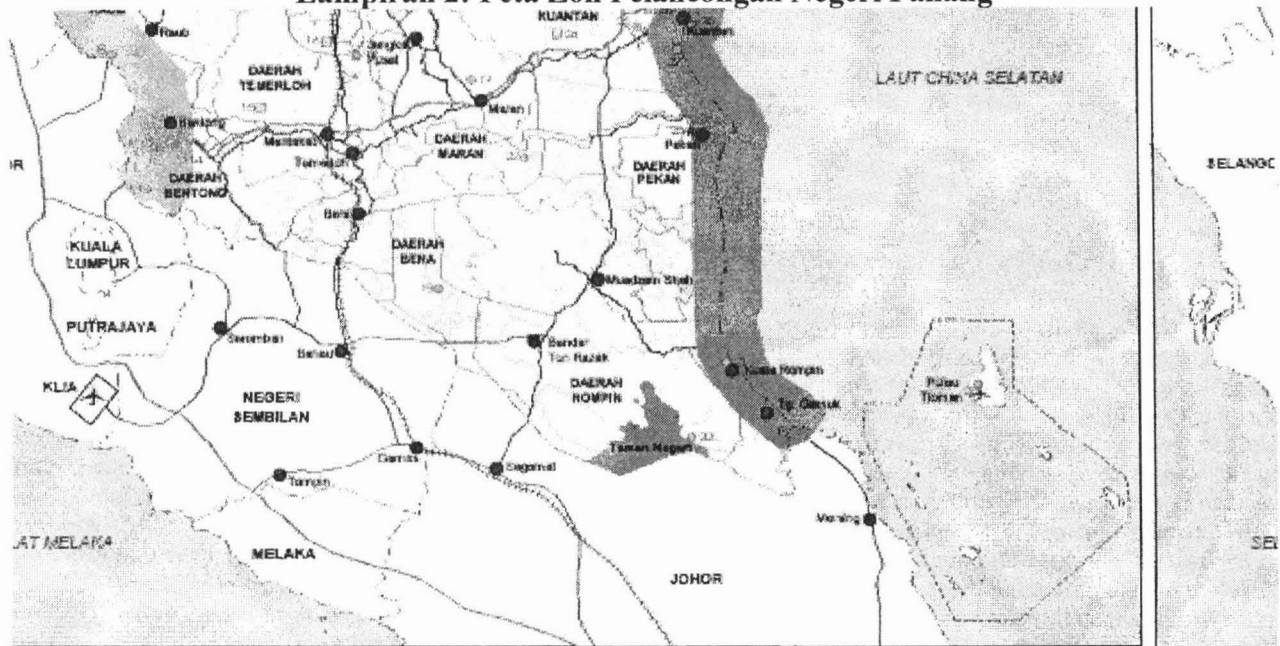 Lampiran 2: Peta Zon Pelancongan Negeri Pahang
Raub
KUANTAN
Kuantan
DAERAH
TEMERLOH
LAUT CHINA SELATAN
Bentong
Maran
Mentakab
Temerloh
DAERAH
MARAN
Pekan
DAERAH
PEKAN
DAERAH
BENTONG
SELANGO
Bera
KUALA
LUMPUR
DAERAH
BERA
Muadzam Shah
PUTRAJAYA
Seremban
Bahau
Bandar
Tun Razak
Kuala Rompin
Pulau
Tioman
KLIA
NEGERI
SEMBILAN
DAERAH
ROMPIN
Tg. Gemuk
Taman Negeri
Gemas
Segamat
Tampin
Mersing
AT MELAKA
MELAKA
JOHOR
SEL